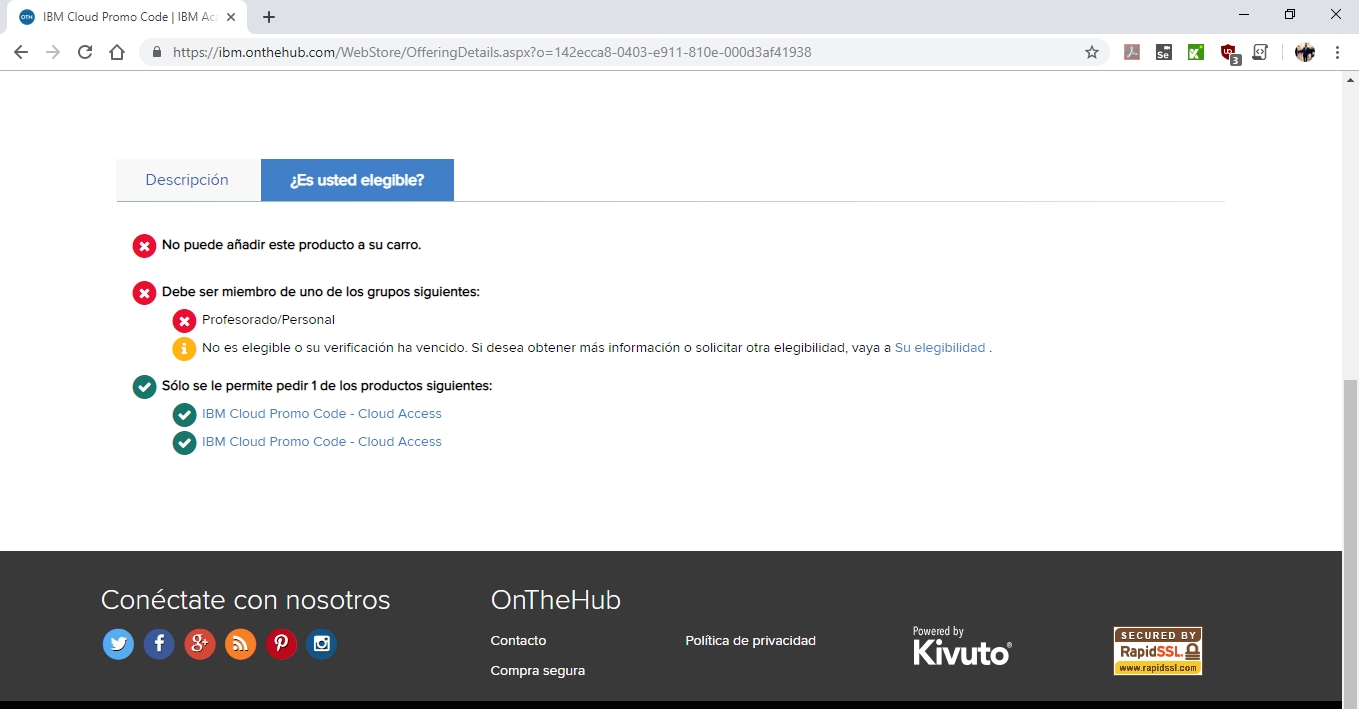 OTH IBM Cloud Promo Code | IBM Ac
https://ibm.onthehub.com/WebStore/OfferingDetails.aspx?o=142ecca8-0403-e911-810e-000d3af41938
Se
3
Descripción ¿Es usted elegible?
No puede añadir este producto a su carro.
Debe ser miembro de uno de los grupos siguientes:
Profesorado/Personal
No es elegible o su verificación ha vencido. Si desea obtener más información o solicitar otra elegibilidad, vaya a Su elegibilidad .
Sólo se le permite pedir 1 de los productos siguientes:
IBM Cloud Promo Code - Cloud Access
IBM Cloud Promo Code - Cloud Access
Conéctate con nosotros
OnTheHub
Contacto
Política de privacidad
Compra segura
Powered by
Kivuto®
SECURED BY
RapidSSL.
www.rapidssl.com